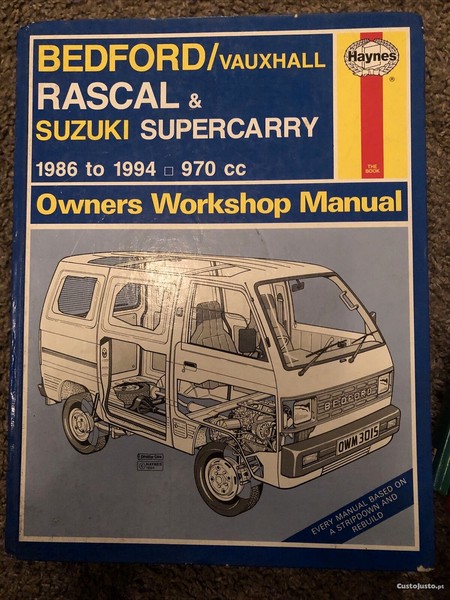 BEDFORD/VAUXHALL
Haynes
®
RASCAL &
SUZUKI SUPERCARRY
THE
BOOK
1986 to 1994 □ 970 cc
Owners Workshop Manual
BEDFORD
OWM 301S
HAYNES
EVERY MANUAL BASED ON
A STRIPDOWN AND
REBUILD
CustoJusto.pt